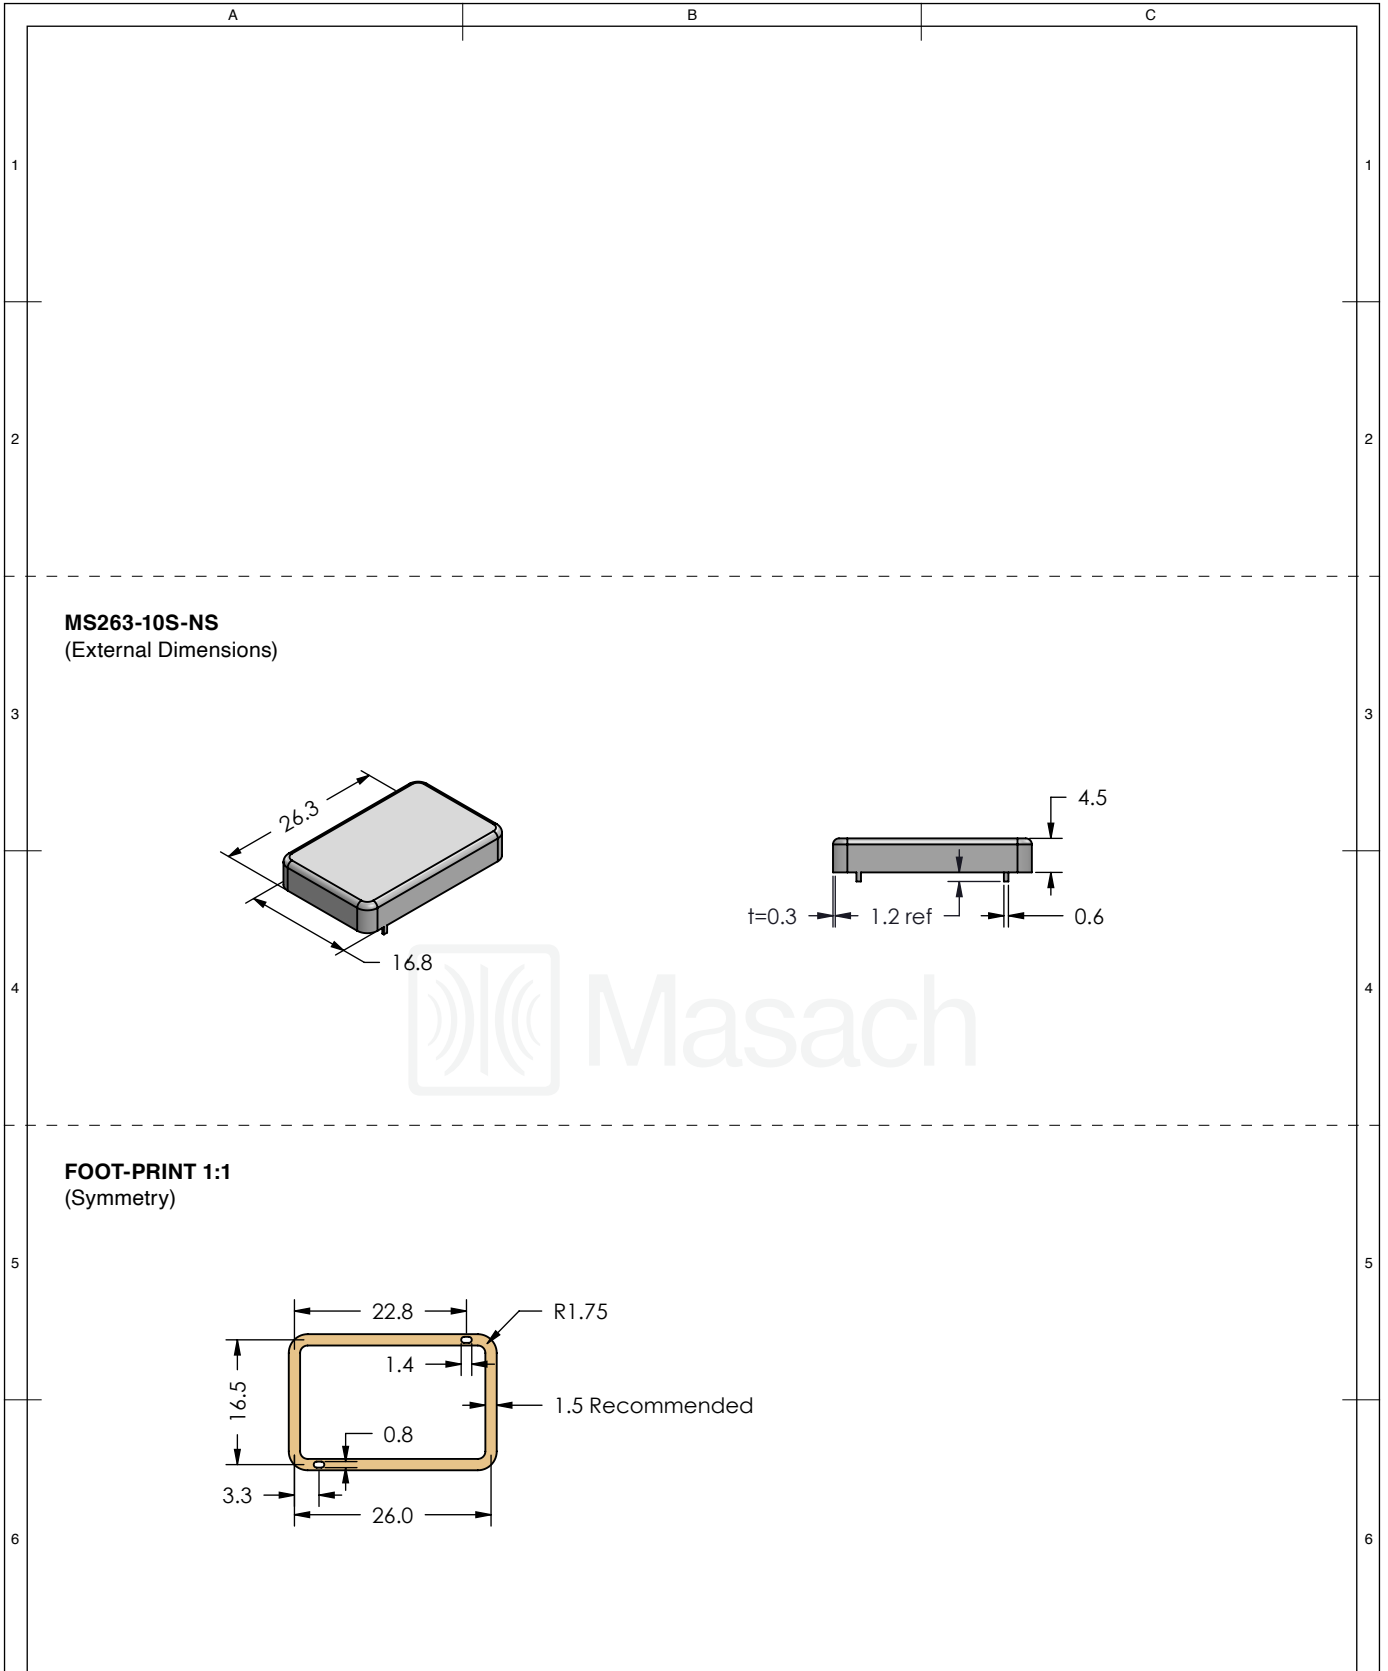 A B C
1 1
2 2
MS263-10S-NS
(External Dimensions)
3 3
26.3
16.8
4.5
t=0.3 1.2 ref 0.6
4 4
Masach
FOOT-PRINT 1:1
(Symmetry)
5 5
22.8 R1.75
1.4
16.5
1.5 Recommended
0.8
3.3
26.0
6 6